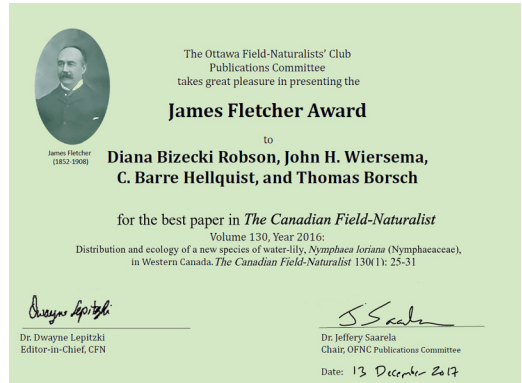 The Ottawa Field-Naturalists' Club
Publications Committee
takes great pleasure in presenting the
James Fletcher Award
to
James Fletcher
(1852-1908)
Diana Bizecki Robson, John H. Wiersema,
C. Barre Hellquist, and Thomas Borsch
for the best paper in The Canadian Field-Naturalist
Volume 130, Year 2016:
Distribution and ecology of a new species of water-lily, Nymphaea loriana (Nymphaeaceae),
in Western Canada. The Canadian Field-Naturalist 130(1): 25-31
Dwayne Lepitzki
J Saarela
Dr. Dwayne Lepitzki
Editor-in-Chief, CFN
Dr. Jeffery Saarela
Chair, OFNC Publications Committee
Date: 13 December 2017